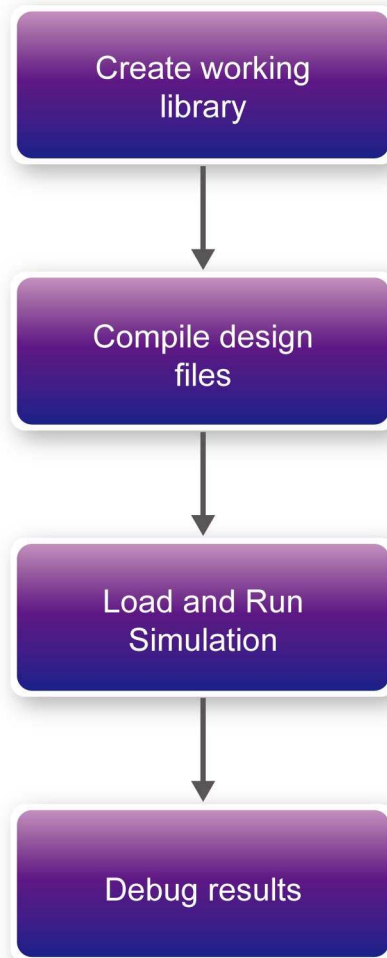 Create working
library
Compile design
files
Load and Run
Simulation
Debug results